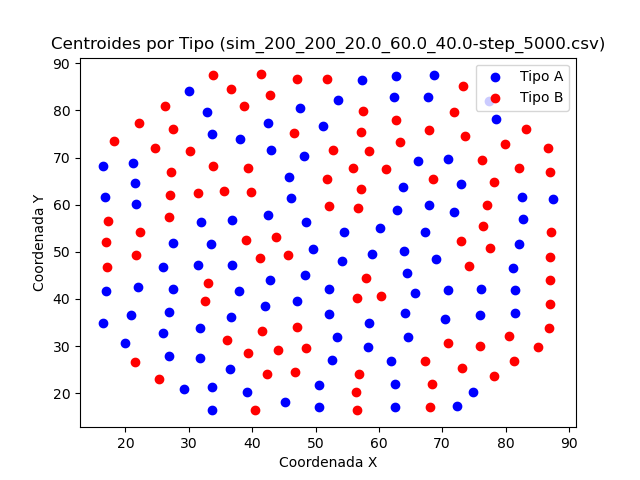 Centroides por Tipo (sim_200_200_20.0_60.0_40.0-step_5000.csv)
Tipo A
Tipo B
90
80
70
60
50
40
30
20
Coordenada Y
20 30 40 50 60 70 80 90
Coordenada X